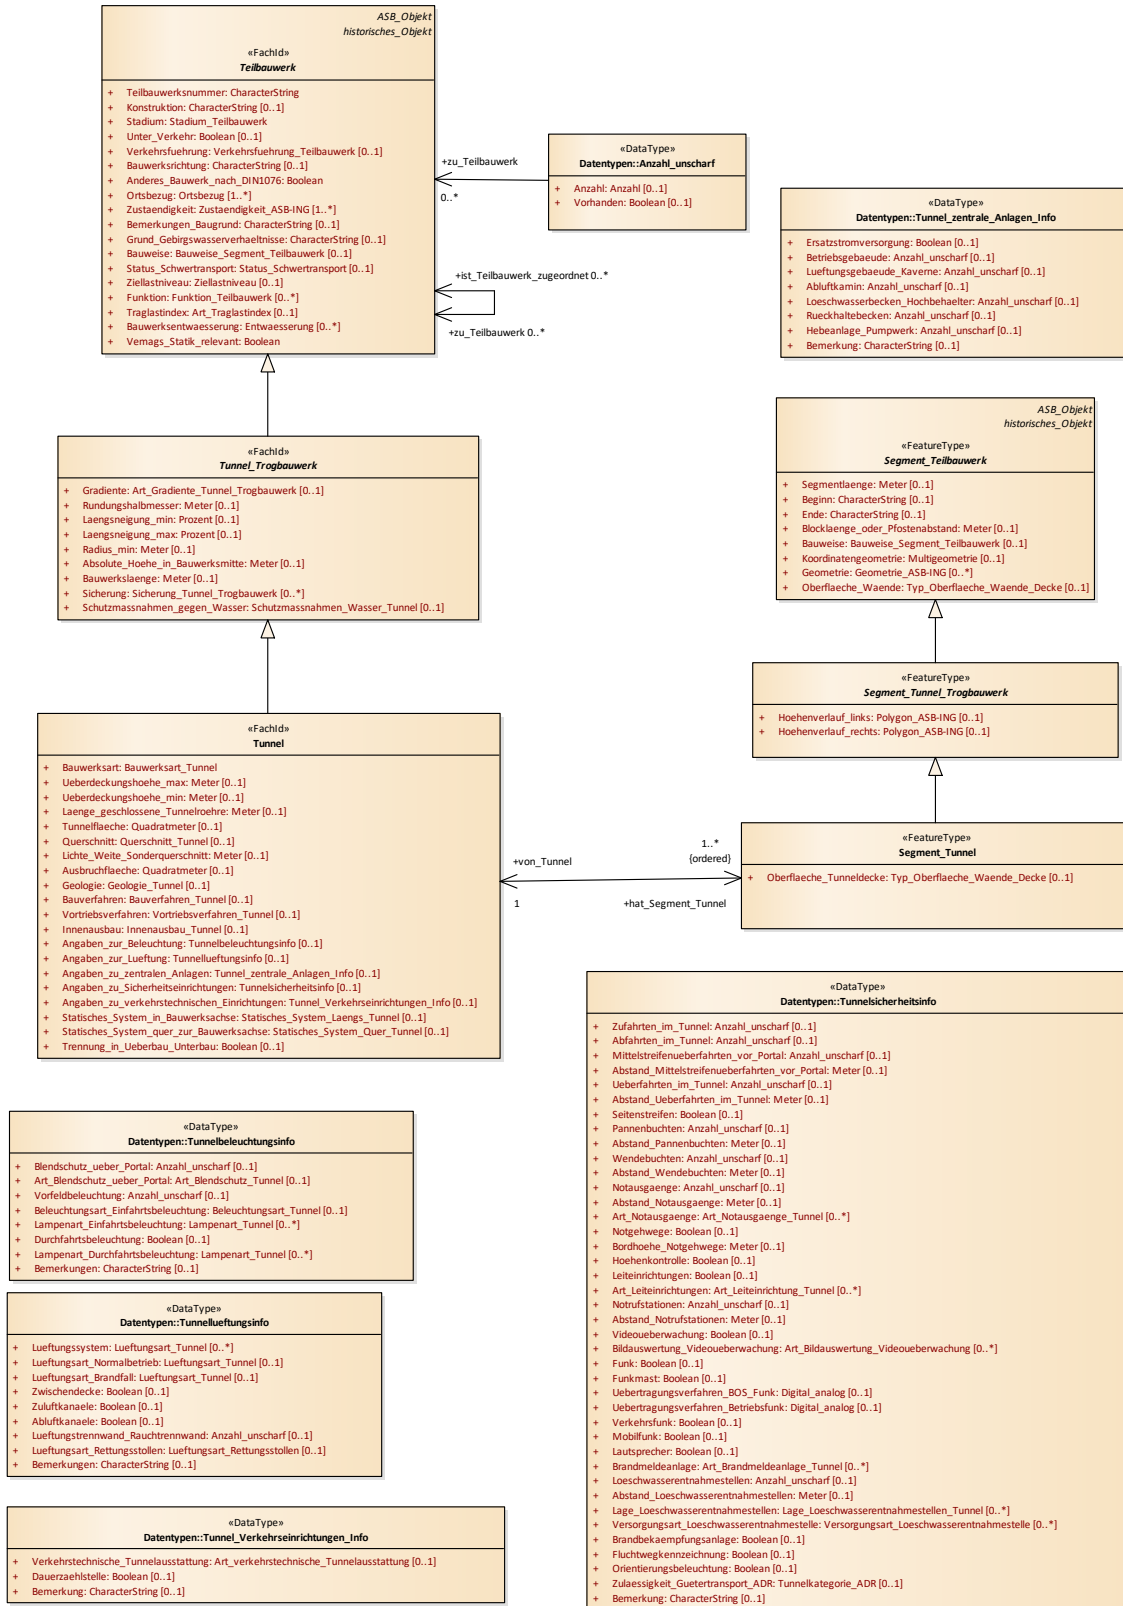 ASB_Objekt
historisches_Objekt
«FachId»
Teilbauwerk
+ Teilbauwerksnummer: CharacterString
+ Konstruktion: CharacterString [0..1]
+ Stadium: Stadium_Teilbauwerk
+ Unter_Verkehr: Boolean [0..1]
+ Verkehrsfuehrung: Verkehrsfuehrung_Teilbauwerk [0..1]
+ Bauwerksrichtung: CharacterString [0..1]
+ Anderes_Bauwerk_nach_DIN1076: Boolean
+ Ortsbezug: Ortsbezug [1..*]
+ Zustaendigkeit: Zustaendigkeit_ASB-ING [1..*]
+ Bemerkungen_Baugrund: CharacterString [0..1]
+ Grund_Gebirgswasserverhaeltnisse: CharacterString [0..1]
+ Bauweise: Bauweise_Segment_Teilbauwerk [0..1]
+ Status_Schwertransport: Status_Schwertransport [0..1]
+ Ziellastniveau: Ziellastniveau [0..1]
+ Funktion: Funktion_Teilbauwerk [0..*]
+ Traglastindex: Art_Traglastindex [0..1]
+ Bauwerksentwaesserung: Entwaesserung [0..*]
+ Vemags_Statik_relevant: Boolean
+zu_Teilbauwerk
0..*
«DataType»
Datentypen::Anzahl_unscharf
+ Anzahl: Anzahl [0..1]
+ Vorhanden: Boolean [0..1]
+ist_Teilbauwerk_zugeordnet 0..*
+zu_Teilbauwerk 0..*
«DataType»
Datentypen::Tunnel_zentrale_Anlagen_Info
+ Ersatzstromversorgung: Boolean [0..1]
+ Betriebsgebaeude: Anzahl_unscharf [0..1]
+ Lueftungsgebaeude_Kaverne: Anzahl_unscharf [0..1]
+ Abluftkamin: Anzahl_unscharf [0..1]
+ Loeschwasserbecken_Hochbehaelter: Anzahl_unscharf [0..1]
+ Rueckhaltebecken: Anzahl_unscharf [0..1]
+ Hebeanlage_Pumpwerk: Anzahl_unscharf [0..1]
+ Bemerkung: CharacterString [0..1]
«FachId»
Tunnel_Trogbauwerk
+ Gradiente: Art_Gradiente_Tunnel_Trogbauwerk [0..1]
+ Rundungshalbmesser: Meter [0..1]
+ Laengsneigung_min: Prozent [0..1]
+ Laengsneigung_max: Prozent [0..1]
+ Radius_min: Meter [0..1]
+ Absolute_Hoehe_in_Bauwerksmitte: Meter [0..1]
+ Bauwerkslaenge: Meter [0..1]
+ Sicherung: Sicherung_Tunnel_Trogbauwerk [0..*]
+ Schutzmassnahmen_gegen_Wasser: Schutzmassnahmen_Wasser_Tunnel [0..1]
ASB_Objekt
historisches_Objekt
«FeatureType»
Segment_Teilbauwerk
+ Segmentlaenge: Meter [0..1]
+ Beginn: CharacterString [0..1]
+ Ende: CharacterString [0..1]
+ Blocklaenge_oder_Pfostenabstand: Meter [0..1]
+ Bauweise: Bauweise_Segment_Teilbauwerk [0..1]
+ Koordinatengeometrie: Multigeometrie [0..1]
+ Geometrie: Geometrie_ASB-ING [0..*]
+ Oberflaeche_Waende: Typ_Oberflaeche_Waende_Decke [0..1]
«FeatureType»
Segment_Tunnel_Trogbauwerk
+ Hoehenverlauf_links: Polygon_ASB-ING [0..1]
+ Hoehenverlauf_rechts: Polygon_ASB-ING [0..1]
«FachId»
Tunnel
+ Bauwerksart: Bauwerksart_Tunnel
+ Ueberdeckungshoehe_max: Meter [0..1]
+ Ueberdeckungshoehe_min: Meter [0..1]
+ Laenge_geschlossene_Tunnelroehre: Meter [0..1]
+ Tunnelflaeche: Quadratmeter [0..1]
+ Querschnitt: Querschnitt_Tunnel [0..1]
+ Lichte_Weite_Sonderquerschnitt: Meter [0..1]
+ Ausbruchflaeche: Quadratmeter [0..1]
+ Geologie: Geologie_Tunnel [0..1]
+ Bauverfahren: Bauverfahren_Tunnel [0..1]
+ Vortriebsverfahren: Vortriebsverfahren_Tunnel [0..1]
+ Innenausbau: Innenausbau_Tunnel [0..1]
+ Angaben_zur_Beleuchtung: Tunnelbeleuchtungsinfo [0..1]
+ Angaben_zur_Lueftung: Tunnellueftungsinfo [0..1]
+ Angaben_zu_zentralen_Anlagen: Tunnel_zentrale_Anlagen_Info [0..1]
+ Angaben_zu_Sicherheitseinrichtungen: Tunnelsicherheitsinfo [0..1]
+ Angaben_zu_verkehrstechnischen_Einrichtungen: Tunnel_Verkehrseinrichtungen_Info [0..1]
+ Statisches_System_in_Bauwerksachse: Statisches_System_Laengs_Tunnel [0..1]
+ Statisches_System_quer_zur_Bauwerksachse: Statisches_System_Quer_Tunnel [0..1]
+ Trennung_in_Ueberbau_Unterbau: Boolean [0..1]
+von_Tunnel
1
1..*
{ordered}
+hat_Segment_Tunnel
«FeatureType»
Segment_Tunnel
+ Oberflaeche_Tunneldecke: Typ_Oberflaeche_Waende_Decke [0..1]
«DataType»
Datentypen::Tunnelsicherheitsinfo
+ Zufahrten_im_Tunnel: Anzahl_unscharf [0..1]
+ Abfahrten_im_Tunnel: Anzahl_unscharf [0..1]
+ Mittelstreifenueberfahrten_vor_Portal: Anzahl_unscharf [0..1]
+ Abstand_Mittelstreifenueberfahrten_vor_Portal: Meter [0..1]
+ Ueberfahrten_im_Tunnel: Anzahl_unscharf [0..1]
+ Abstand_Ueberfahrten_im_Tunnel: Meter [0..1]
+ Seitenstreifen: Boolean [0..1]
+ Pannenbuchten: Anzahl_unscharf [0..1]
+ Abstand_Pannenbuchten: Meter [0..1]
+ Wendebuchten: Anzahl_unscharf [0..1]
+ Abstand_Wendebuchten: Meter [0..1]
+ Notausgaenge: Anzahl_unscharf [0..1]
+ Abstand_Notausgaenge: Meter [0..1]
+ Art_Notausgaenge: Art_Notausgaenge_Tunnel [0..*]
+ Notgehwege: Boolean [0..1]
+ Bordhoehe_Notgehwege: Meter [0..1]
+ Hoehenkontrolle: Boolean [0..1]
+ Leiteinrichtungen: Boolean [0..1]
+ Art_Leiteinrichtungen: Art_Leiteinrichtung_Tunnel [0..*]
+ Notrufstationen: Anzahl_unscharf [0..1]
+ Abstand_Notrufstationen: Meter [0..1]
+ Videoueberwachung: Boolean [0..1]
+ Bildauswertung_Videoueberwachung: Art_Bildauswertung_Videoueberwachung [0..*]
+ Funk: Boolean [0..1]
+ Funkmast: Boolean [0..1]
+ Uebertragungsverfahren_BOS_Funk: Digital_analog [0..1]
+ Uebertragungsverfahren_Betriebsfunk: Digital_analog [0..1]
+ Verkehrsfunk: Boolean [0..1]
+ Mobilfunk: Boolean [0..1]
+ Lautsprecher: Boolean [0..1]
+ Brandmeldeanlage: Art_Brandmeldeanlage_Tunnel [0..*]
+ Loeschwasserentnahmestellen: Anzahl_unscharf [0..1]
+ Abstand_Loeschwasserentnahmestellen: Meter [0..1]
+ Lage_Loeschwasserentnahmestellen: Lage_Loeschwasserentnahmestellen_Tunnel [0..*]
+ Versorgungsart_Loeschwasserentnahmestelle: Versorgungsart_Loeschwasserentnahmestelle [0..*]
+ Brandbekaempfungsanlage: Boolean [0..1]
+ Fluchtwegkennzeichnung: Boolean [0..1]
+ Orientierungsbeleuchtung: Boolean [0..1]
+ Zulaessigkeit_Guetertransport_ADR: Tunnelkategorie_ADR [0..1]
+ Bemerkung: CharacterString [0..1]
«DataType»
Datentypen::Tunnelbeleuchtungsinfo
+ Blendschutz_ueber_Portal: Anzahl_unscharf [0..1]
+ Art_Blendschutz_ueber_Portal: Art_Blendschutz_Tunnel [0..1]
+ Vorfeldbeleuchtung: Anzahl_unscharf [0..1]
+ Beleuchtungsart_Einfahrtsbeleuchtung: Beleuchtungsart_Tunnel [0..1]
+ Lampenart_Einfahrtsbeleuchtung: Lampenart_Tunnel [0..*]
+ Durchfahrtsbeleuchtung: Boolean [0..1]
+ Lampenart_Durchfahrtsbeleuchtung: Lampenart_Tunnel [0..*]
+ Bemerkungen: CharacterString [0..1]
«DataType»
Datentypen::Tunnellueftungsinfo
+ Lueftungssystem: Lueftungsart_Tunnel [0..*]
+ Lueftungsart_Normalbetrieb: Lueftungsart_Tunnel [0..1]
+ Lueftungsart_Brandfall: Lueftungsart_Tunnel [0..1]
+ Zwischendecke: Boolean [0..1]
+ Zuluftkanaele: Boolean [0..1]
+ Abluftkanaele: Boolean [0..1]
+ Lueftungstrennwand_Rauchtrennwand: Anzahl_unscharf [0..1]
+ Lueftungsart_Rettungsstollen: Lueftungsart_Rettungsstollen [0..1]
+ Bemerkungen: CharacterString [0..1]
«DataType»
Datentypen::Tunnel_Verkehrseinrichtungen_Info
+ Verkehrstechnische_Tunnelausstattung: Art_verkehrstechnische_Tunnelausstattung [0..1]
+ Dauerzaehlstelle: Boolean [0..1]
+ Bemerkung: CharacterString [0..1]